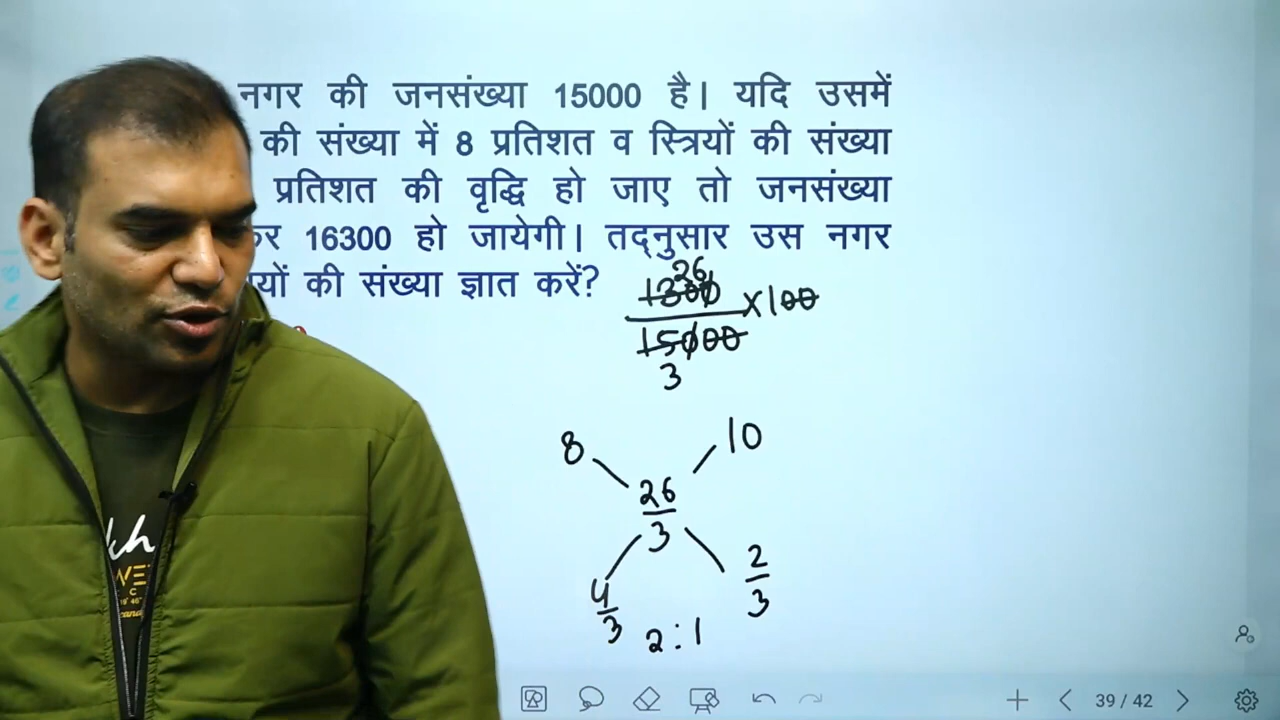 नगर की जनसंख्या 15000 है। यदि उसमें
की संख्या में 8 प्रतिशत व स्त्रियों की संख्या
प्रतिशत की वृद्धि हो जाए तो जनसंख्या
16300 हो जायेगी। तद्नुसार उस नगर
की संख्या ज्ञात करें?
26
1300
×100
15000
3
8
10
26
3
4
3
2
3
2:1
39 / 42